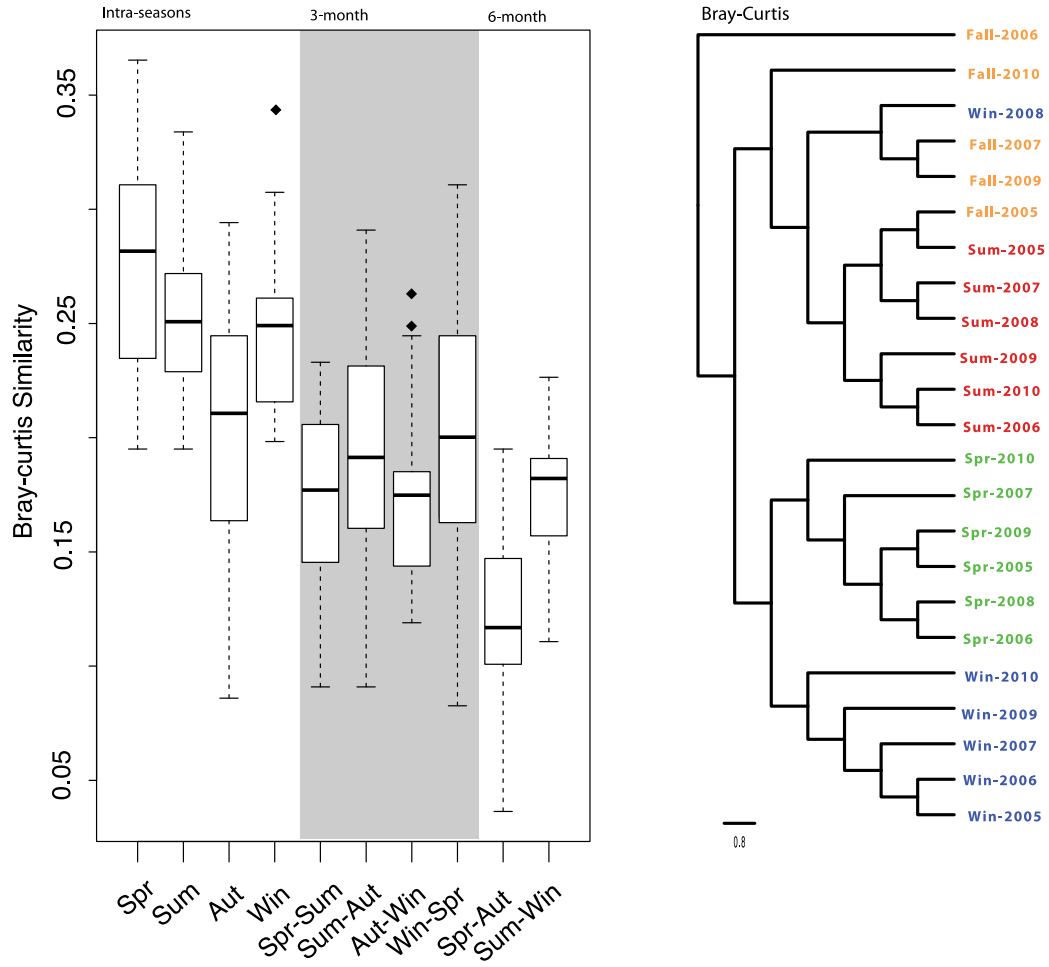 Intra-seasons
3-month
6-month
Bray-curtis Similarity
0.35
0.25
0.15
0.05
Spr
Sum
Aut
Win
Spr-Sum
Sum-Aut
Aut-Win
Win-Spr
Spr-Aut
Sum-Win
Bray-Curtis
Fall-2006
Fall-2010
Win-2008
Fall-2007
Fall-2009
Fall-2005
Sum-2005
Sum-2007
Sum-2008
Sum-2009
Sum-2010
Sum-2006
Spr-2010
Spr-2007
Spr-2009
Spr-2005
Spr-2008
Spr-2006
Win-2010
Win-2009
Win-2007
Win-2006
Win-2005
0.8